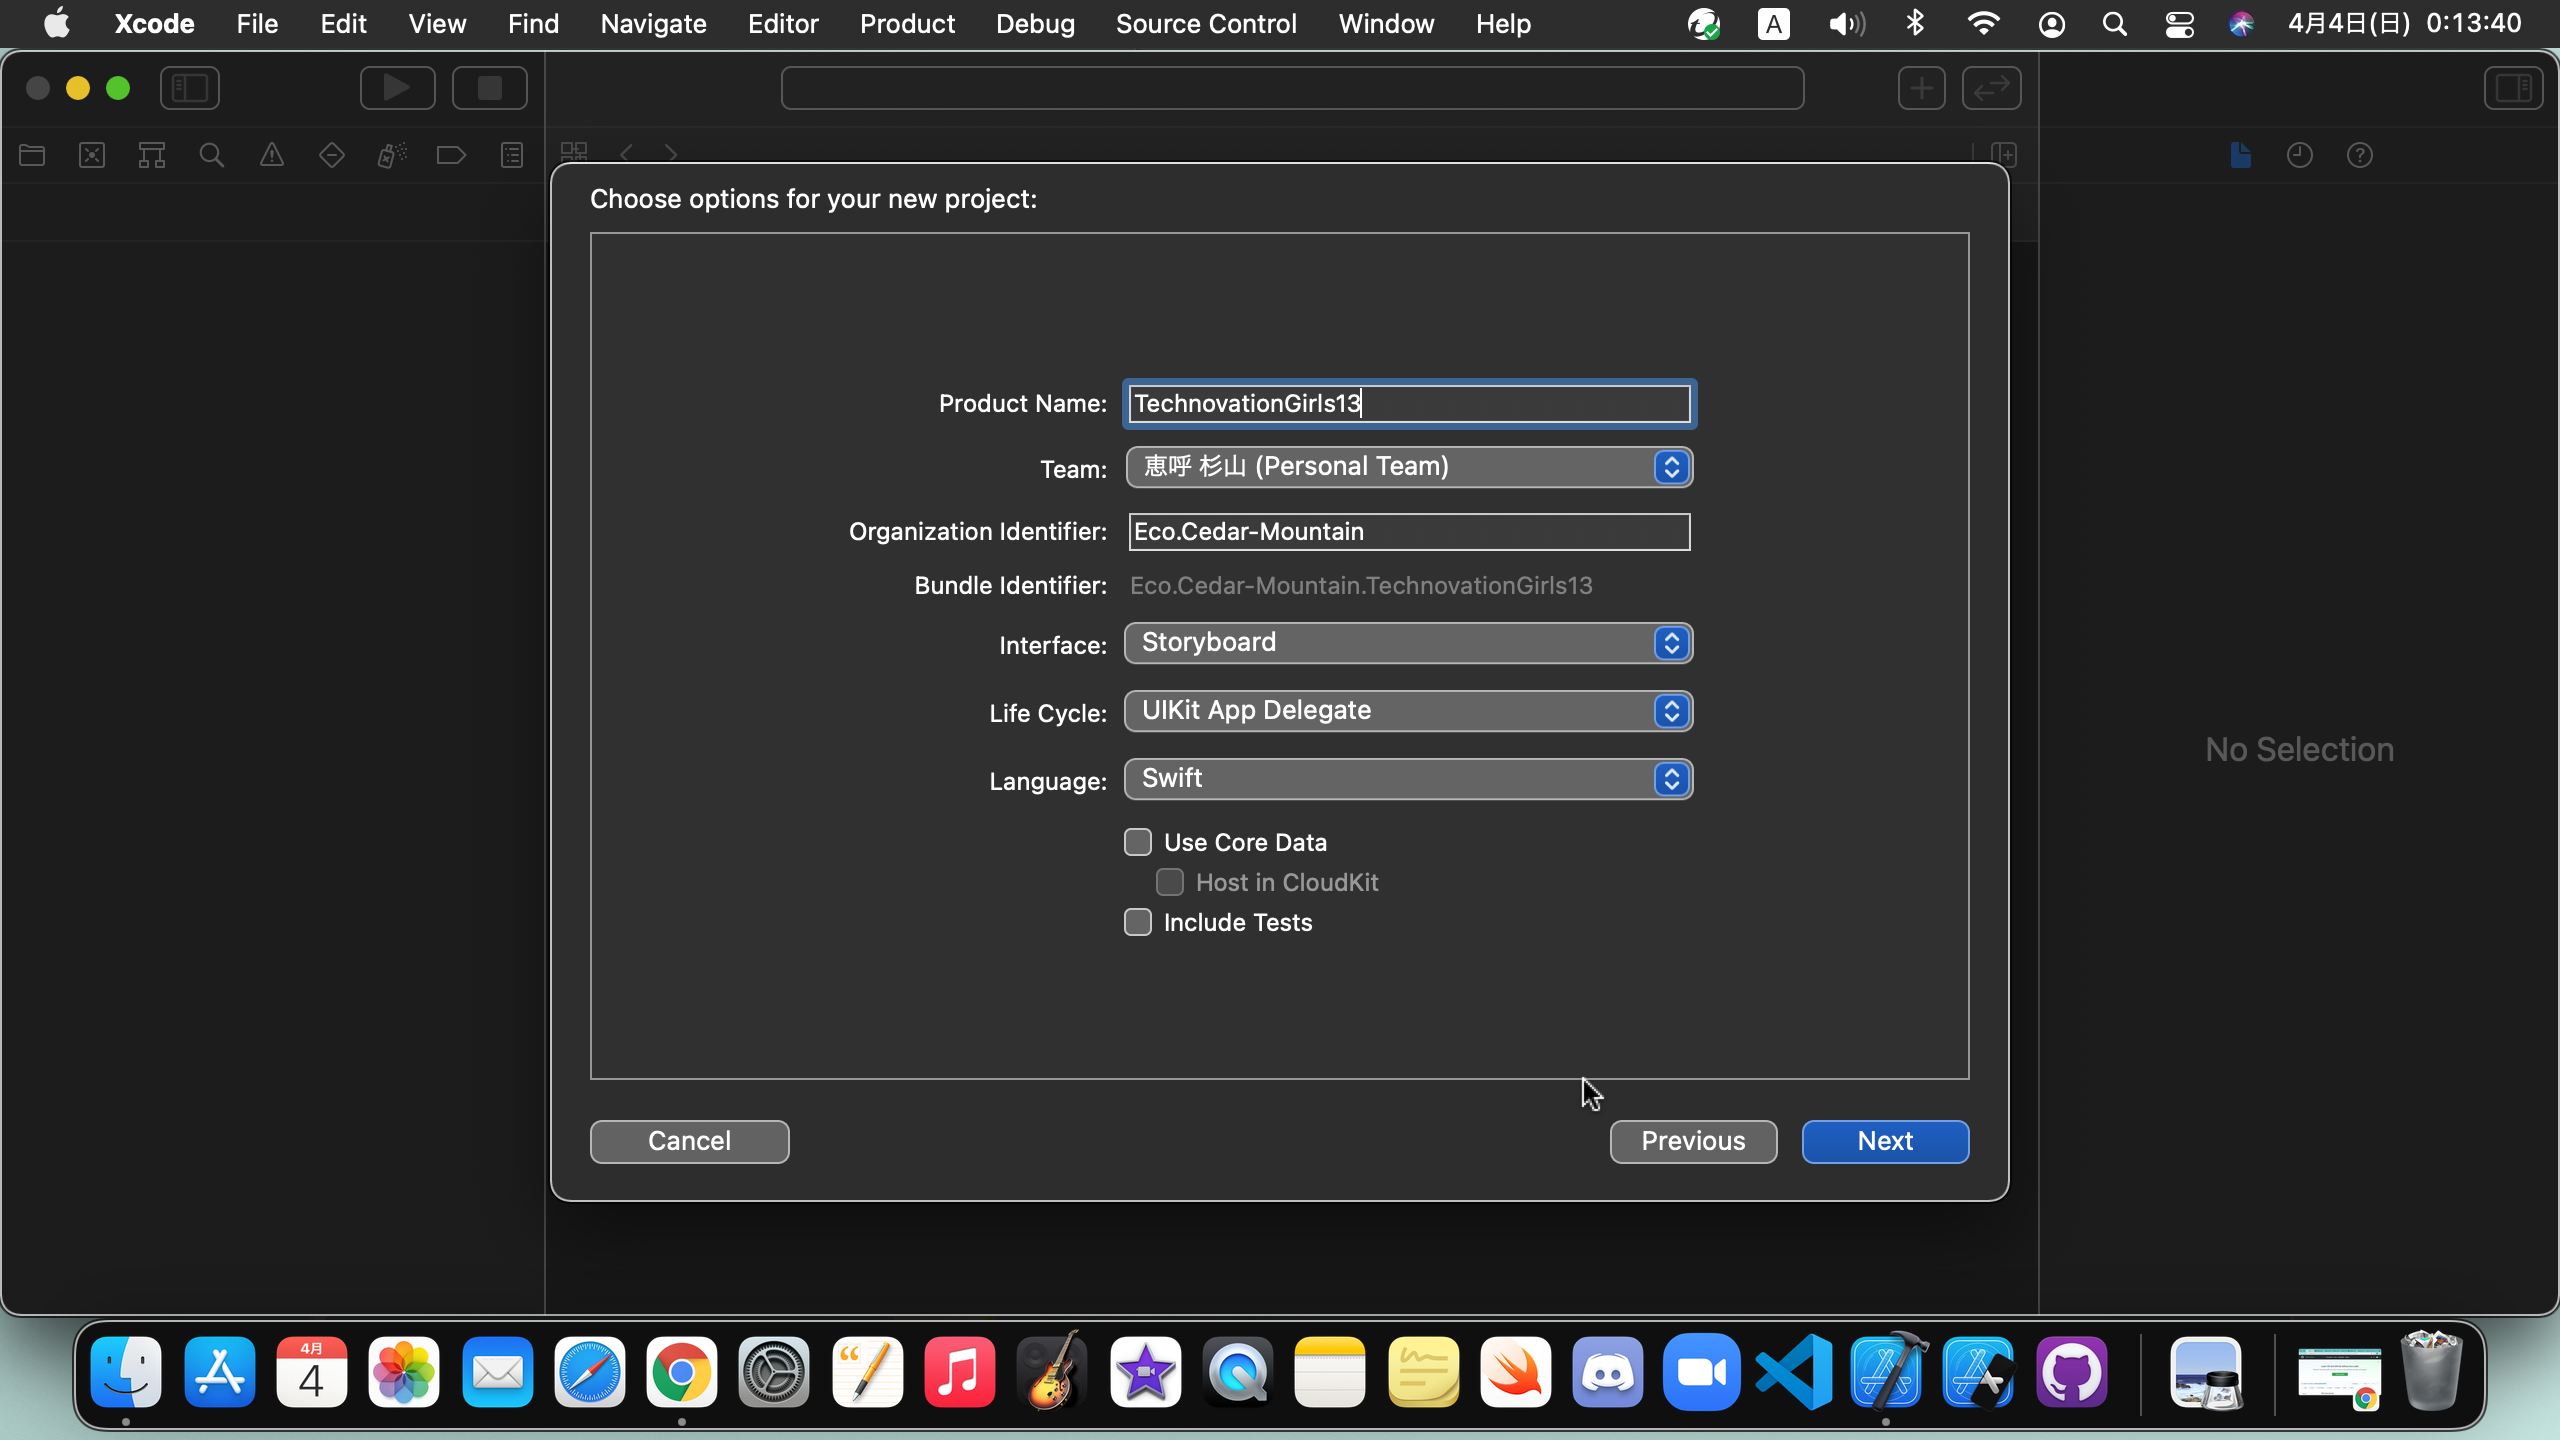 Xcode File Edit View Find Navigate Editor Product Debug Source Control Window Help A 4月4日(日) 0:13:40
Choose options for your new project:
Product Name: TechnovationGirls13
Team: 恵呼 杉山 (Personal Team)
Organization Identifier: Eco.Cedar-Mountain
Bundle Identifier: Eco.Cedar-Mountain.TechnovationGirls13
Interface: Storyboard
Life Cycle: UIKit App Delegate
Language: Swift
Use Core Data
Host in CloudKit
Include Tests
No Selection
Cancel Previous Next
4月
4